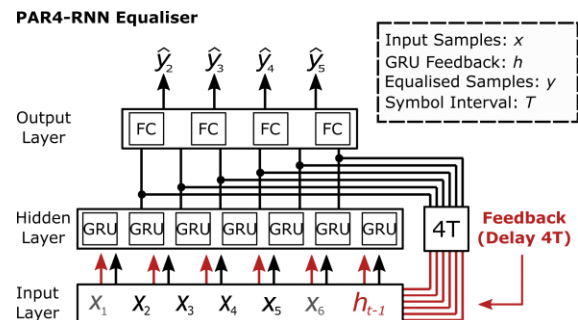 PAR4-RNN Equaliser
Input Samples: x
GRU Feedback: h
Equalised Samples: y
Symbol Interval: T
ŷ₂ ŷ₃ ŷ₄ ŷ₅
Output
Layer
FC FC FC FC
Hidden
Layer
GRU GRU GRU GRU GRU GRU GRU
4T
Feedback
(Delay 4T)
Input
Layer
x₁ x₂ x₃ x₄ x₅ x₆ hₜ₋₁